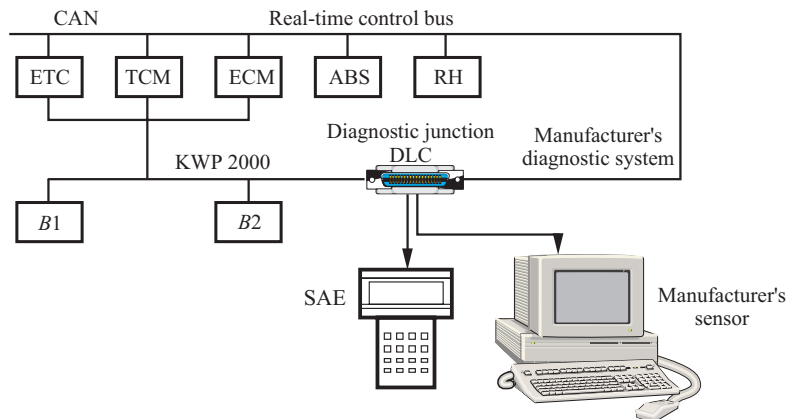 CAN
Real-time control bus
ETC
TCM
ECM
ABS
RH
Diagnostic junction
DLC
Manufacturer's
diagnostic system
KWP 2000
B1
B2
SAE
Manufacturer's
sensor